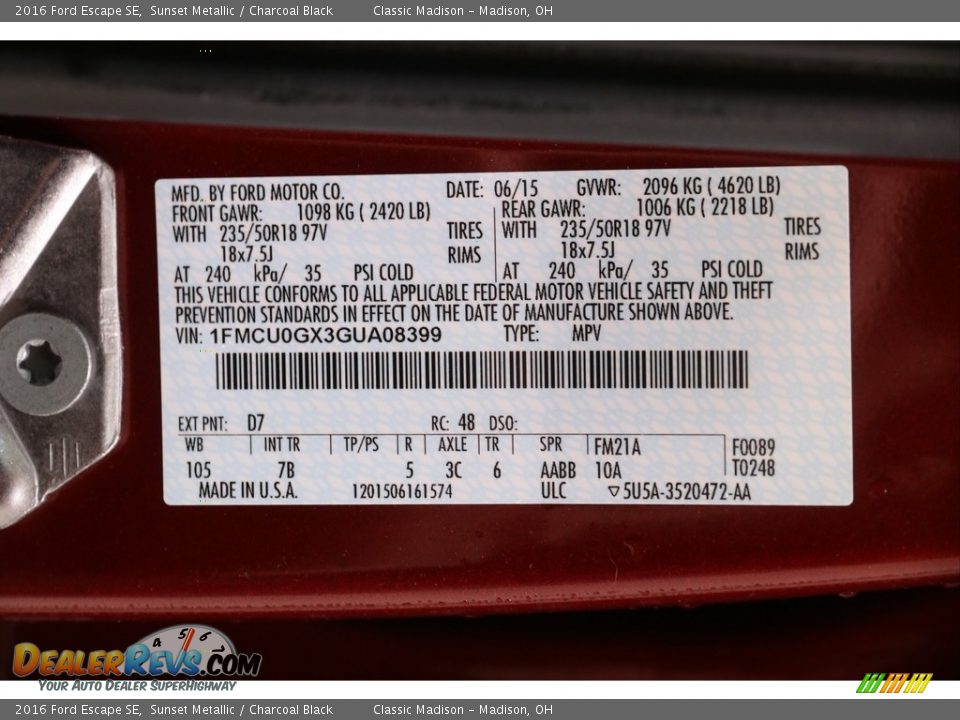 2016 Ford Escape SE, Sunset Metallic / Charcoal Black Classic Madison - Madison, OH
MFD. BY FORD MOTOR CO. DATE: 06/15 GVWR: 2096 KG ( 4620 LB)
FRONT GAWR: 1098 KG ( 2420 LB) REAR GAWR: 1006 KG ( 2218 LB)
WITH 235/50R18 97V TIRES WITH 235/50R18 97V TIRES
18x7.5J RIMS 18x7.5J RIMS
AT 240 kPa/ 35 PSI COLD AT 240 kPa/ 35 PSI COLD
THIS VEHICLE CONFORMS TO ALL APPLICABLE FEDERAL MOTOR VEHICLE SAFETY AND THEFT
PREVENTION STANDARDS IN EFFECT ON THE DATE OF MANUFACTURE SHOWN ABOVE.
VIN: 1FMCU0GX3GUA08399 TYPE: MPV
EXT PNT: D7 RC: 48 DSO:
WB INT TR TP/PS R AXLE TR SPR FM21A F0089
105 7B 5 3C 6 AABB 10A T0248
MADE IN U.S.A. 1201506161574 ULC ▽5U5A-3520472-AA
4 5 6
DEALERREVS.COM
YOUR AUTO DEALER SUPERHIGHWAY
2016 Ford Escape SE, Sunset Metallic / Charcoal Black Classic Madison - Madison, OH